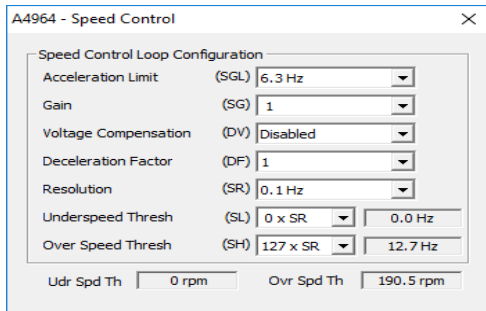 A4964 - Speed Control
Speed Control Loop Configuration
Acceleration Limit (SGL) 6.3 Hz
Gain (SG) 1
Voltage Compensation (DV) Disabled
Deceleration Factor (DF) 1
Resolution (SR) 0.1 Hz
Underspeed Thresh (SL) 0 x SR 0.0 Hz
Over Speed Thresh (SH) 127 x SR 12.7 Hz
Udr Spd Th 0 rpm Ovr Spd Th 190.5 rpm